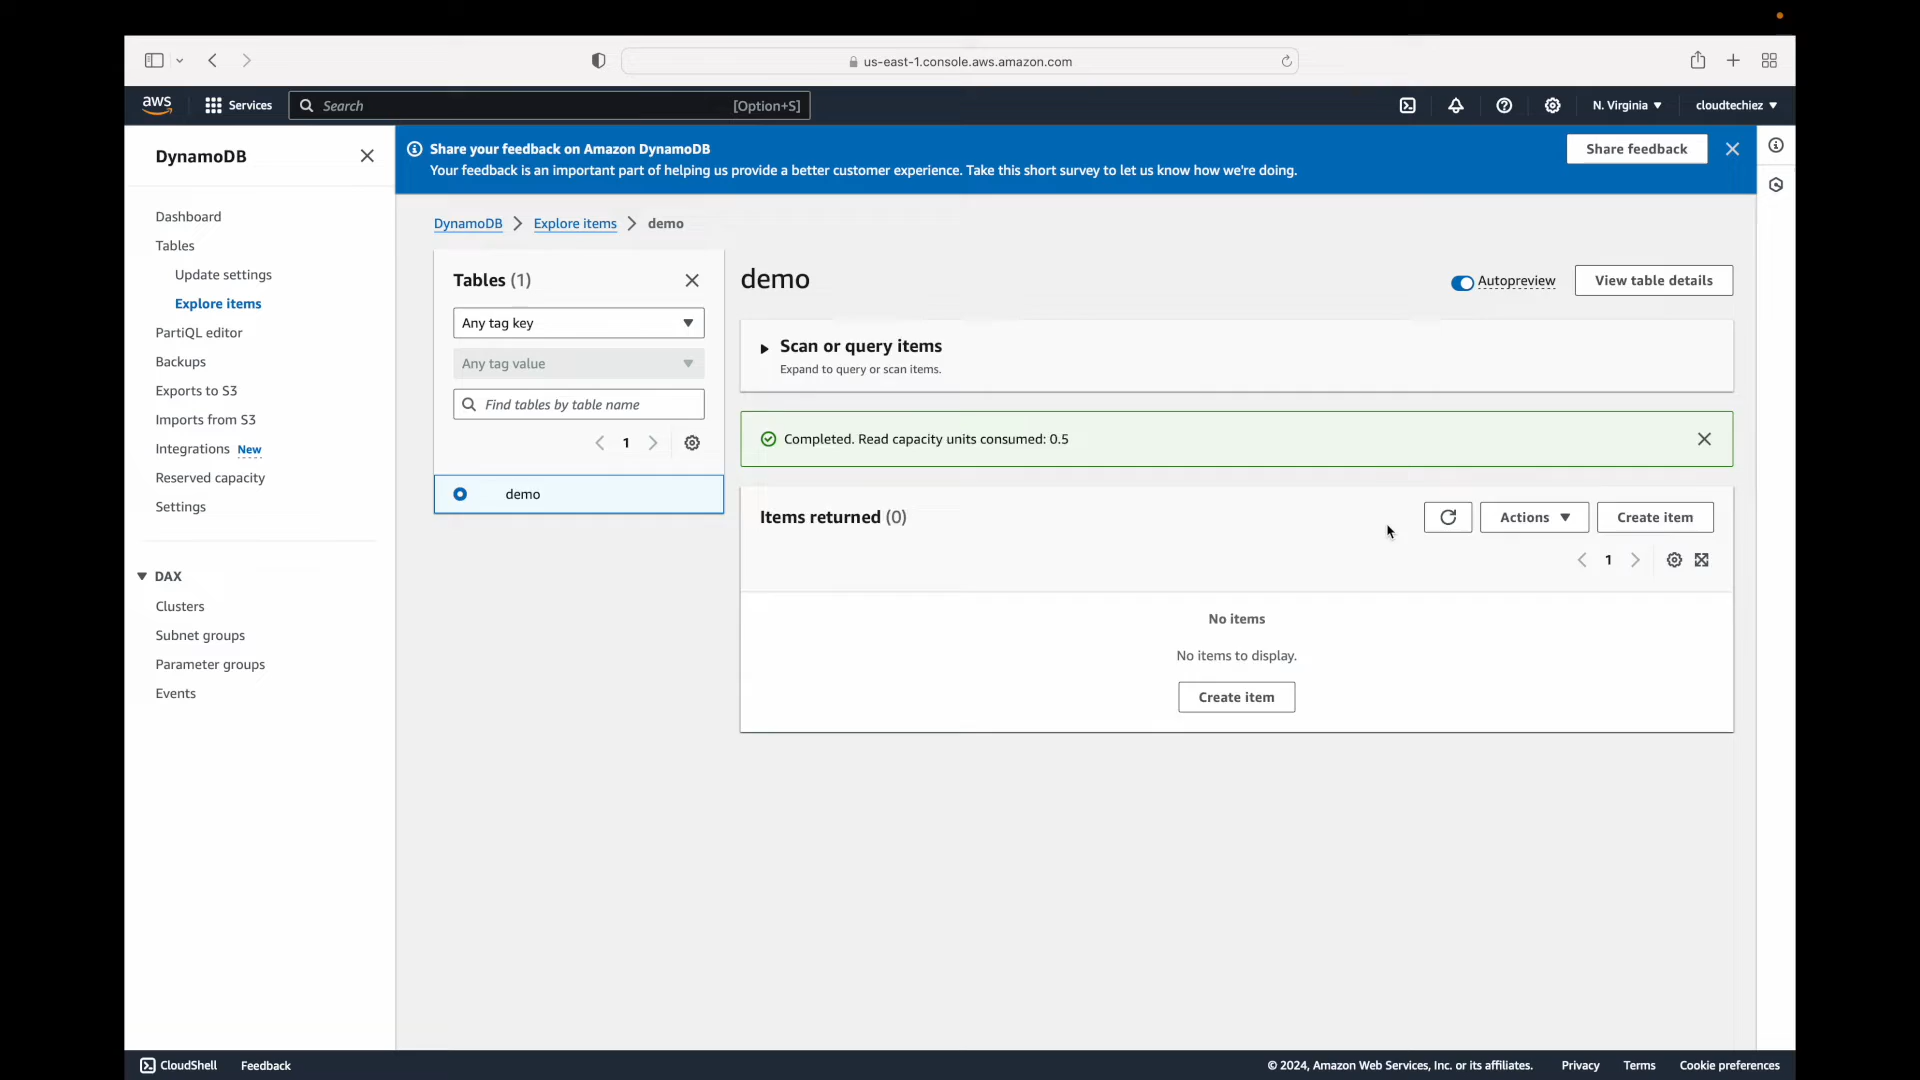 us-east-1.console.aws.amazon.com
aws
Services
Search
[Option+S]
N. Virginia
cloudtechiez
DynamoDB
Dashboard
Tables
Update settings
Explore items
PartiQL editor
Backups
Exports to S3
Imports from S3
Integrations New
Reserved capacity
Settings
DAX
Clusters
Subnet groups
Parameter groups
Events
Share your feedback on Amazon DynamoDB
Your feedback is an important part of helping us provide a better customer experience. Take this short survey to let us know how we're doing.
Share feedback
DynamoDB
Explore items
demo
Tables (1)
Any tag key
Any tag value
Find tables by table name
1
demo
demo
Autopreview
View table details
Scan or query items
Expand to query or scan items.
Completed. Read capacity units consumed: 0.5
Items returned (0)
Actions
Create item
1
No items
No items to display.
Create item
CloudShell
Feedback
© 2024, Amazon Web Services, Inc. or its affiliates.
Privacy
Terms
Cookie preferences